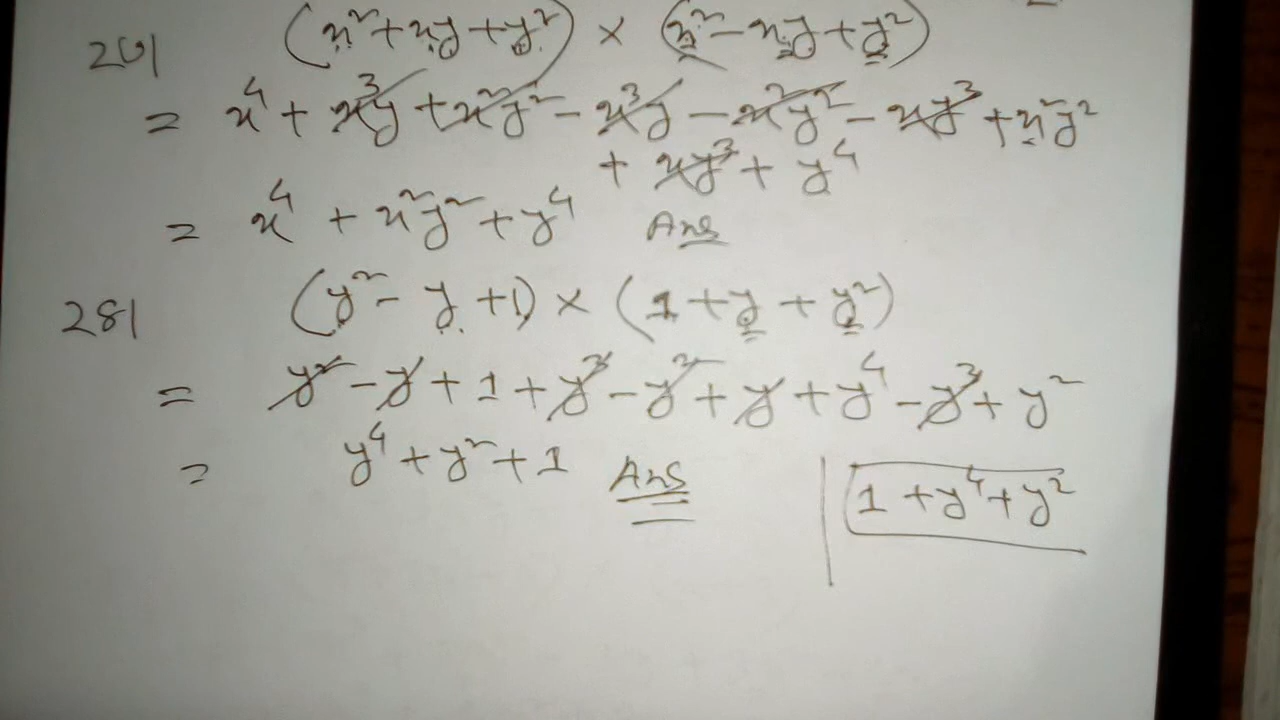 20) (x²+xy+y²) × (x²-xy+y²)
= x⁴ + x³y + x²y² - x³y - x²y² - xy³ + x²y²
+ xy³ + y⁴
= x⁴ + x²y² + y⁴ Ans
28) (y² - y + 1) × (1 + y + y²)
= y² - y + 1 + y³ - y² + y + y⁴ - y³ + y²
= y⁴ + y² + 1 Ans 1 + y⁴ + y²